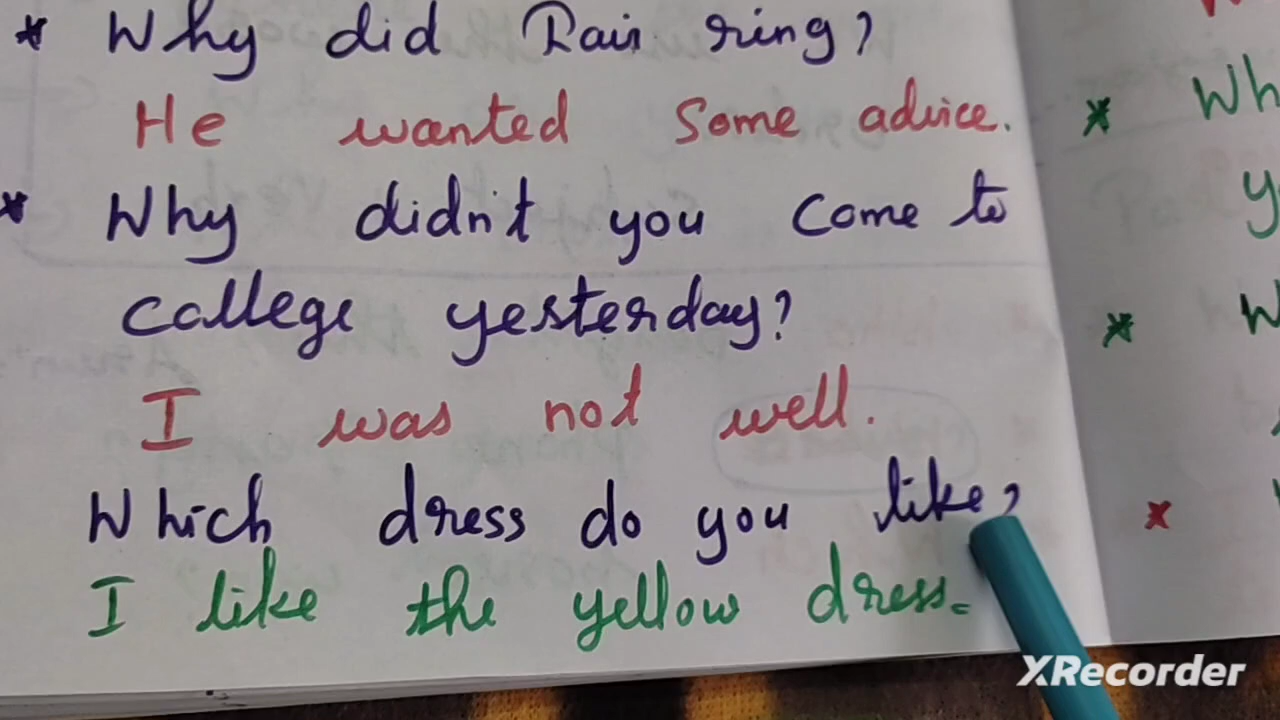 * Why did ring?
He wanted Some advice.
* Why didn't you come to
college yesterday?
I was not well.
Which dress do you like?
I like the yellow dress.
* Wh
y
* W
*
XRecorder